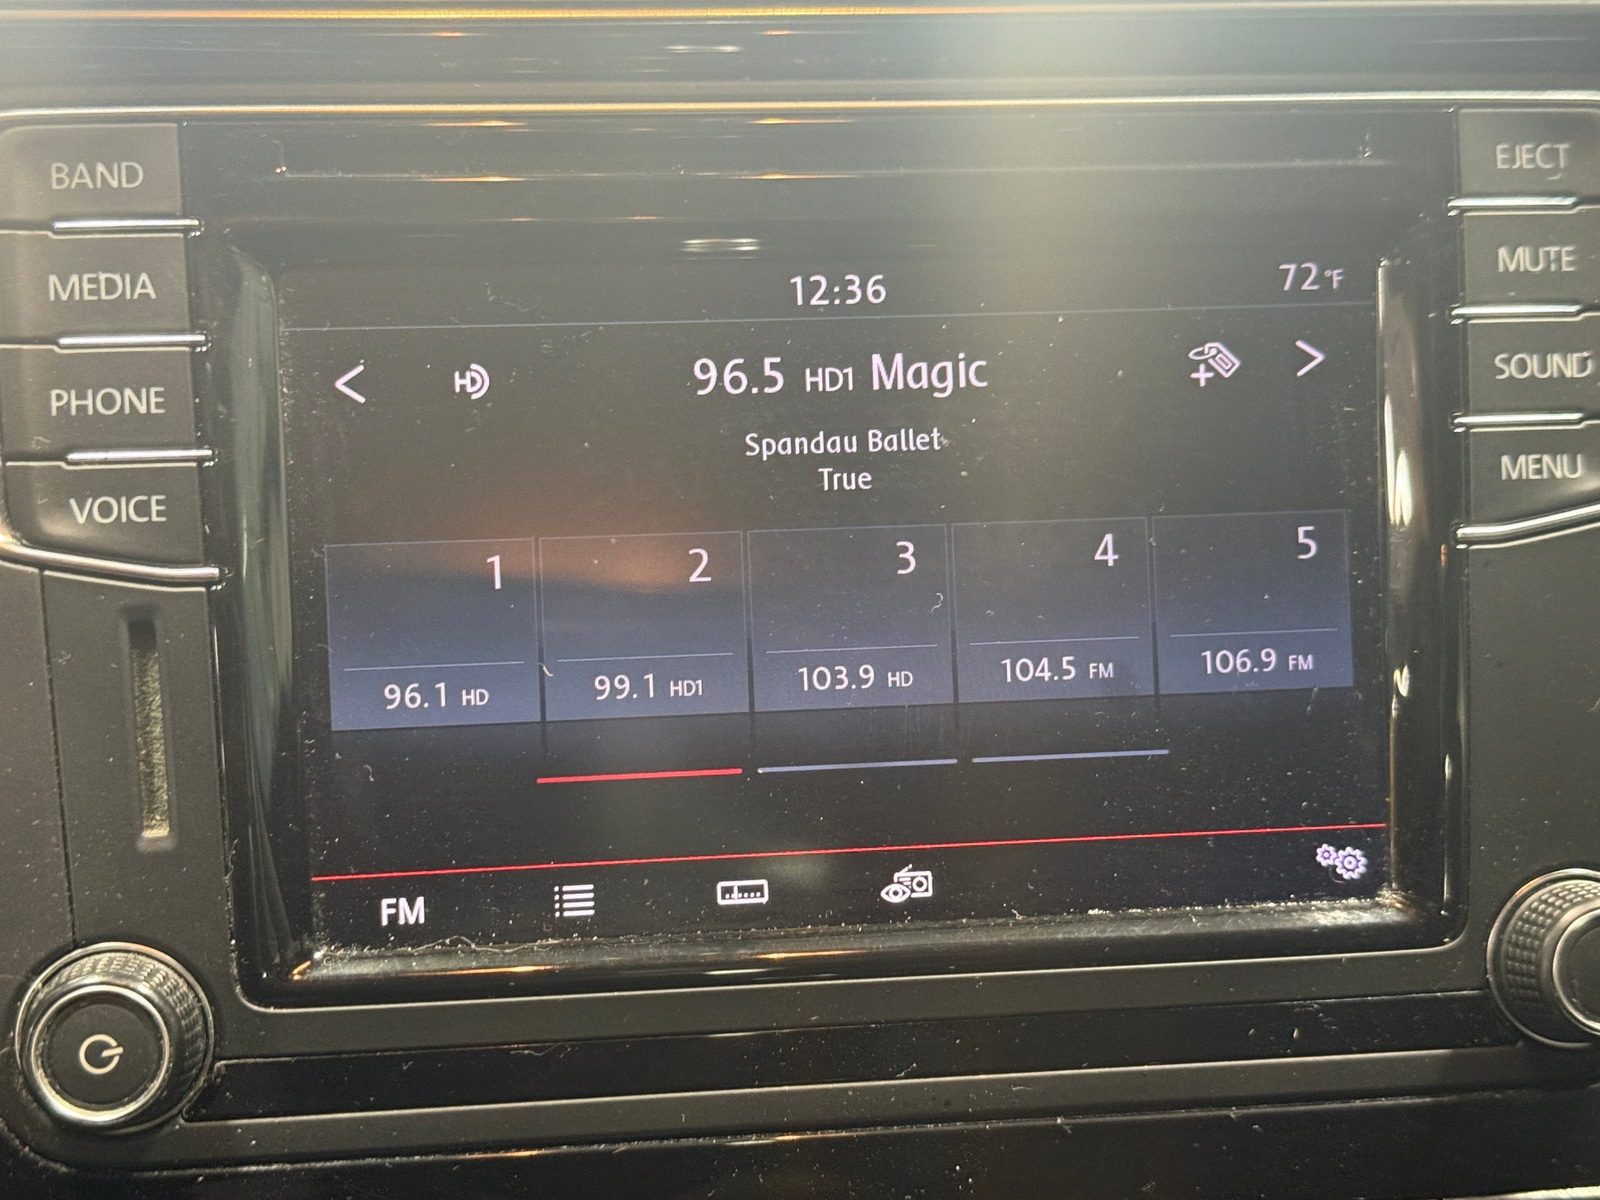 BAND
MEDIA
PHONE
VOICE
EJECT
MUTE
SOUND
MENU
12:36
72°F
< HD 96.5 HD1 Magic >
Spandau Ballet
True
1 2 3 4 5
96.1 HD 99.1 HD1 103.9 HD 104.5 FM 106.9 FM
FM